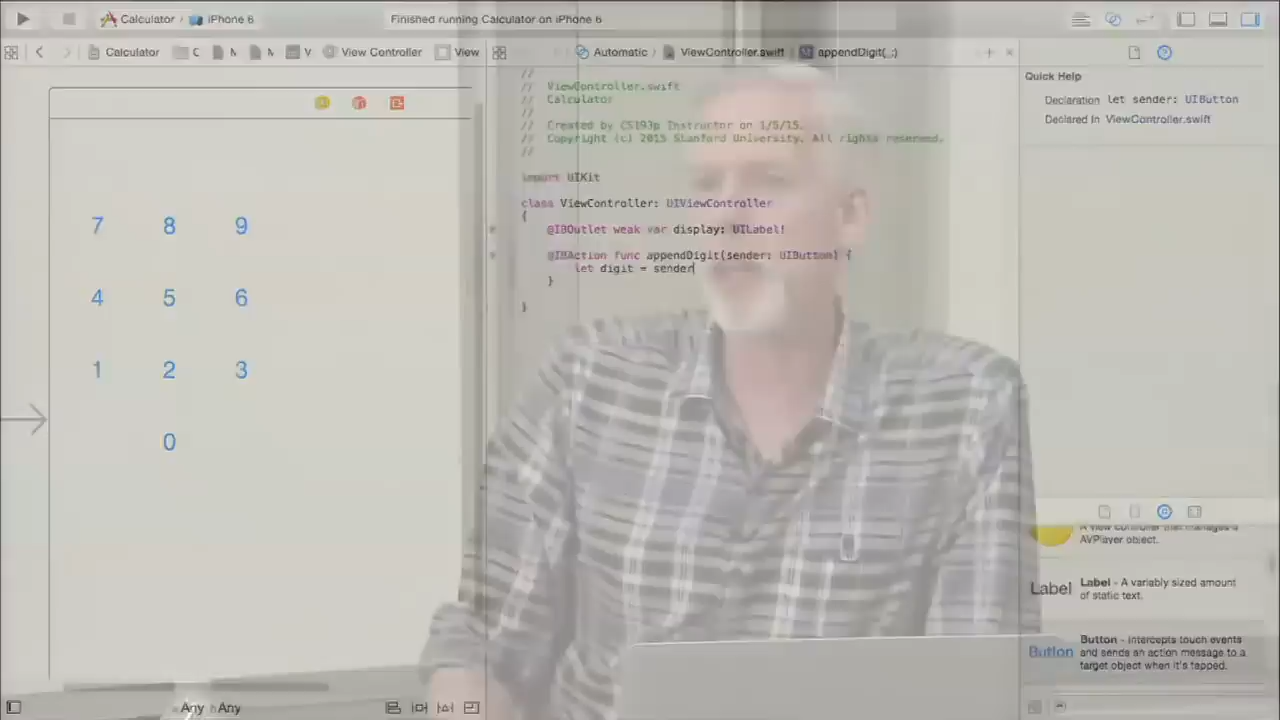 Calculator iPhone 6
Finished running Calculator on iPhone 6
Calculator
C
View Controller
View
Automatic
ViewController.swift
appendDigit(_:)
Quick Help
Declaration let sender: UIButton
Declared In ViewController.swift
//
// ViewController.swift
// Calculator
//
// Created by CS193p Instructor on 1/5/15.
// Copyright (c) 2015 Stanford University. All rights reserved.
//
import UIKit
class ViewController: UIViewController
{
@IBOutlet weak var display: UILabel!
@IBAction func appendDigit(sender: UIButton) {
let digit = sender
}
}
7 8 9
4 5 6
1 2 3
0
A view controller that manages a
AVPlayer object.
Label
Label - A variably sized amount
of static text.
Button
Button - Intercepts touch events
and sends an action message to a
target object when it's tapped.
Any Any